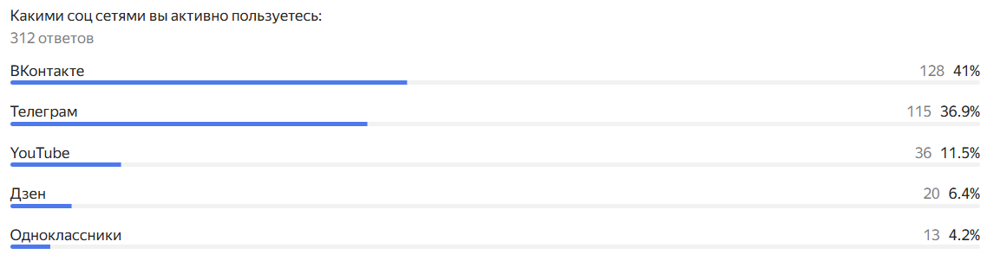 Какими соц сетями вы активно пользуетесь:
312 ответов
ВКонтакте 128 41%
Телеграм 115 36.9%
YouTube 36 11.5%
Дзен 20 6.4%
Одноклассники 13 4.2%